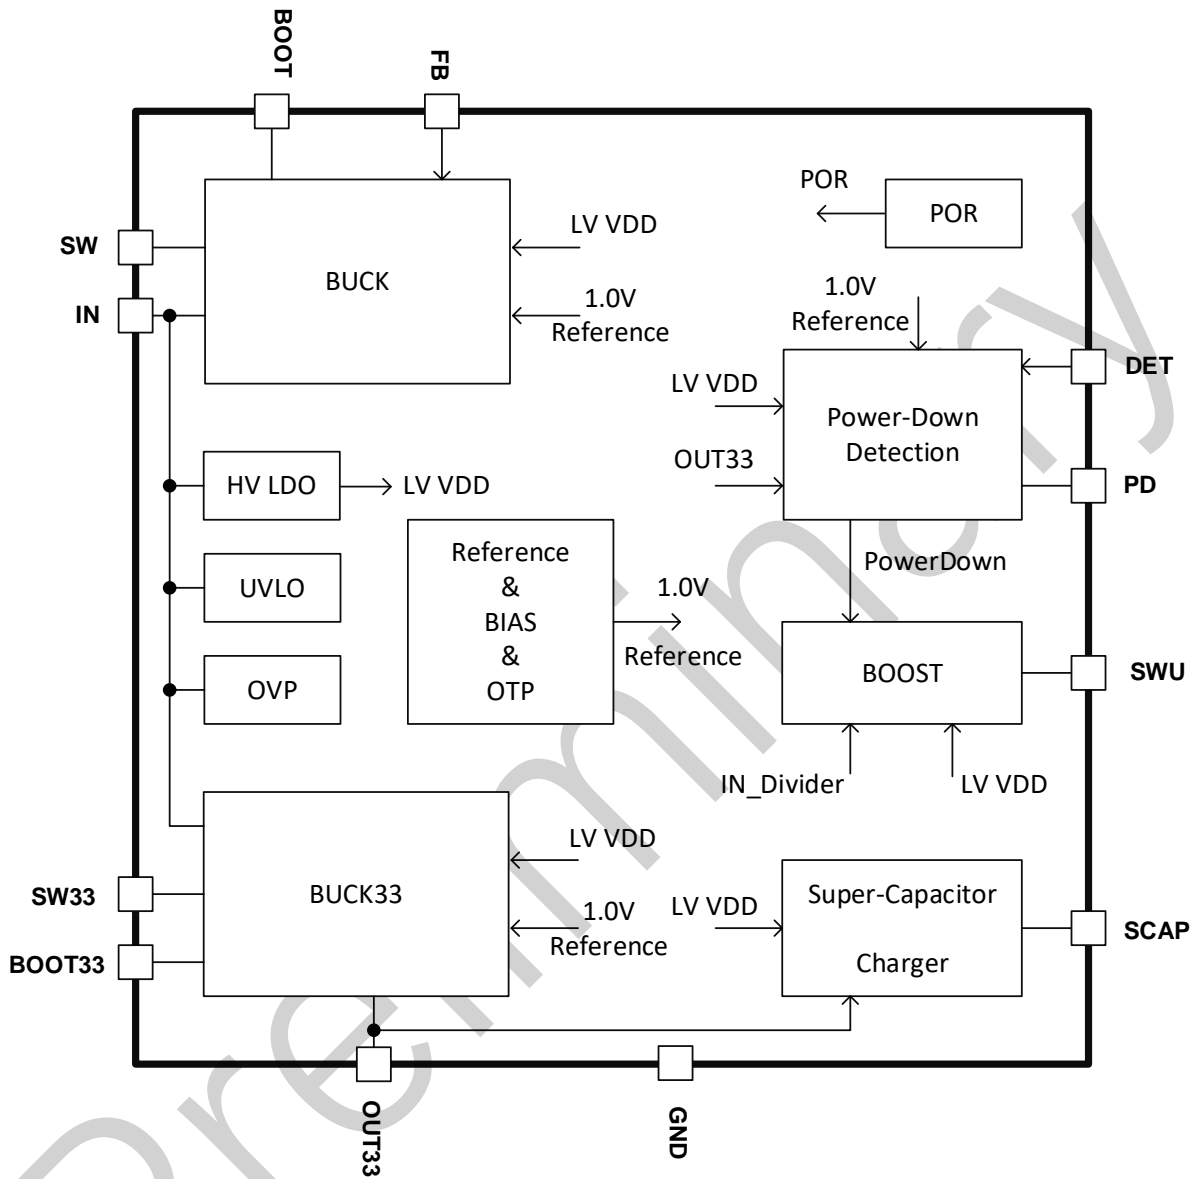 BOOT
FB
SW
IN
BUCK
LV VDD
1.0V
Reference
POR
POR
1.0V
Reference
LV VDD
OUT33
Power-Down
Detection
DET
PD
HV LDO
LV VDD
UVLO
OVP
Reference
&
BIAS
&
OTP
1.0V
Reference
PowerDown
BOOST
SWU
IN_Divider
LV VDD
BUCK33
LV VDD
1.0V
Reference
SW33
BOOT33
LV VDD
Super-Capacitor
Charger
SCAP
OUT33
GND
Preliminary